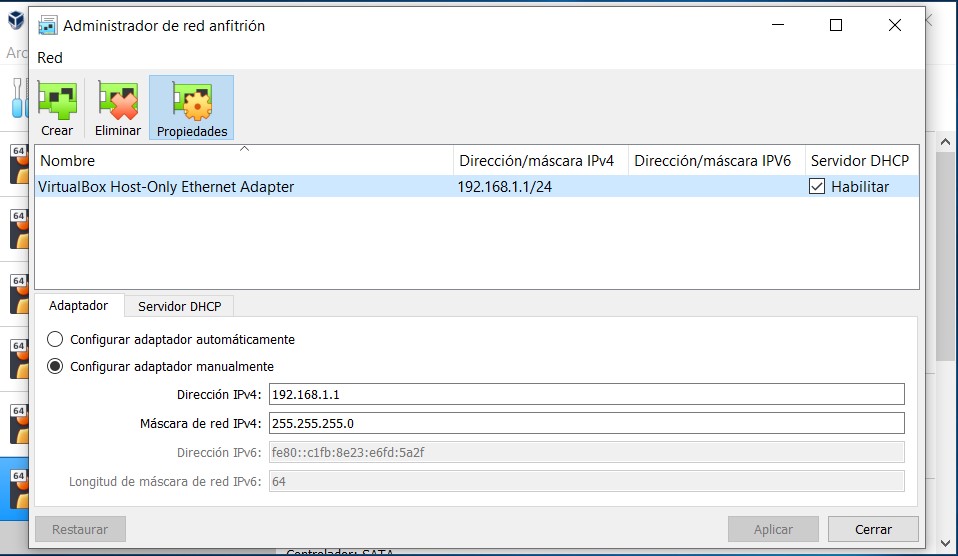 Administrador de red anfitrión
Arc
Red
Crear
Eliminar
Propiedades
Nombre
Dirección/máscara IPv4
Dirección/máscara IPV6
Servidor DHCP
VirtualBox Host-Only Ethernet Adapter
192.168.1.1/24
Habilitar
64
64
64
64
64
64
Adaptador
Servidor DHCP
Configurar adaptador automáticamente
Configurar adaptador manualmente
Dirección IPv4:
192.168.1.1
Máscara de red IPv4:
255.255.255.0
Dirección IPv6:
fe80::c1fb:8e23:e6fd:5a2f
Longitud de máscara de red IPv6:
64
Restaurar
Aplicar
Cerrar
Controlador: SATA